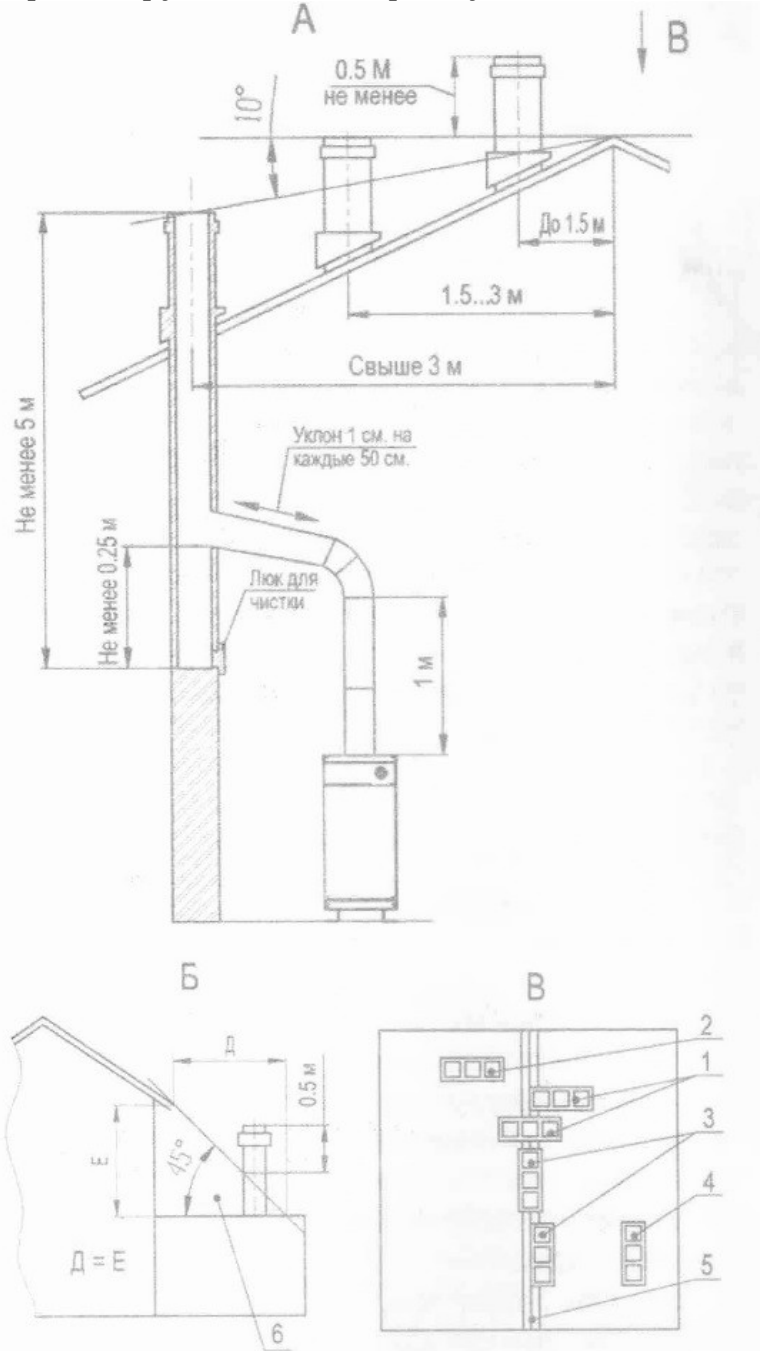 А
В
0.5 М
не менее
10°
До 1.5 м
1.5...3 м
Свыше 3 м
Не менее 5 м
Уклон 1 см. на
каждые 50 см.
Не менее 0.25 м
Люк для
чистки
1 м
Б
Д
0.5 м
Е
45°
Д = Е
6
В
2
1
3
4
5